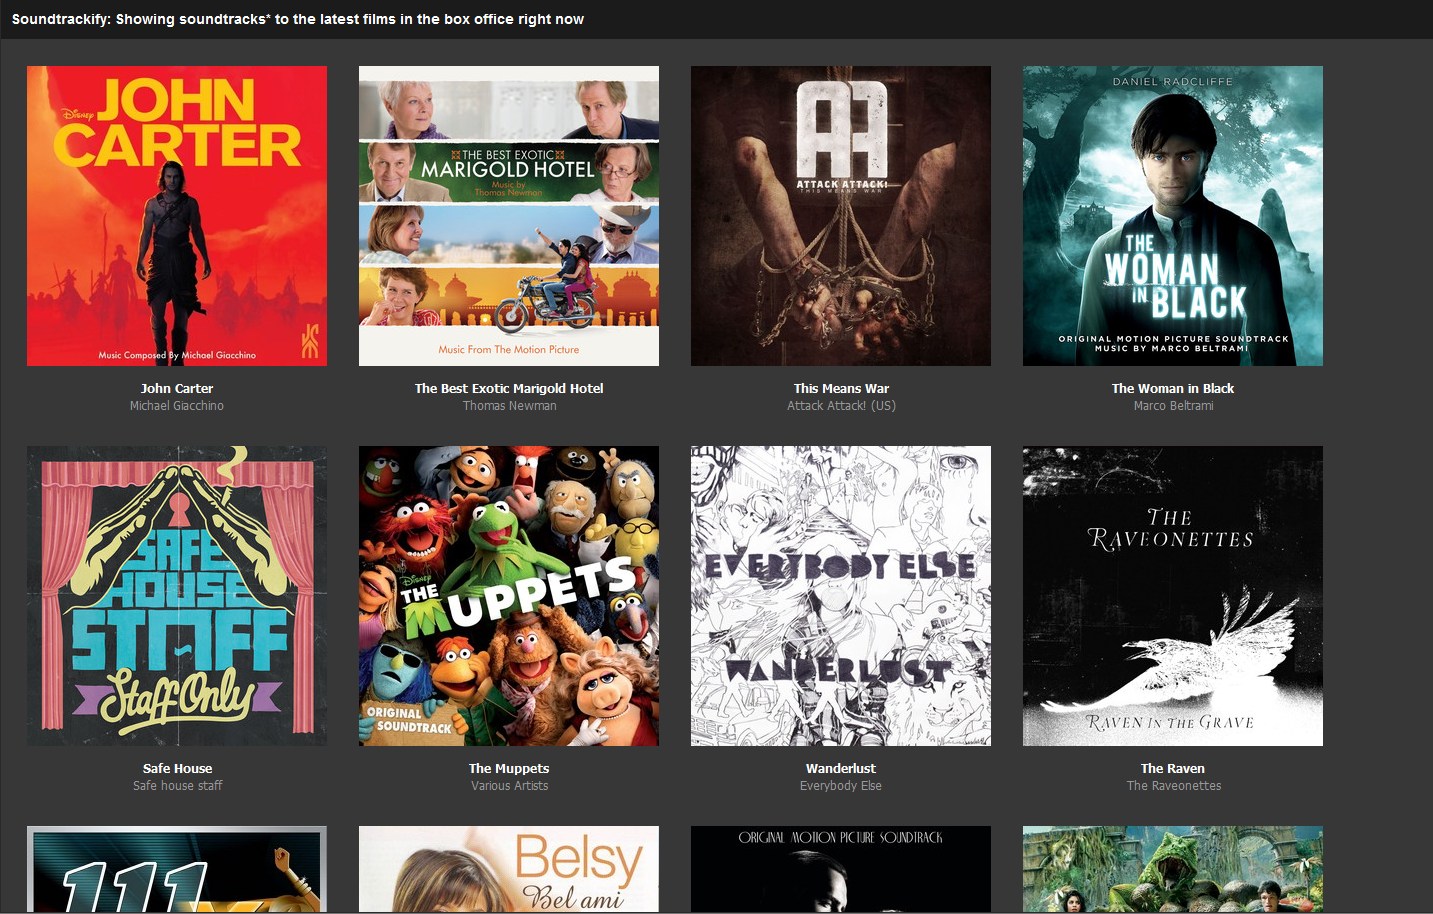 Soundtrackify: Showing soundtracks* to the latest films in the box office right now
Disney
JOHN
CARTER
Music Composed By Michael Giacchino
JCM
John Carter
Michael Giacchino
THE BEST EXOTIC
MARIGOLD HOTEL
Music by
Thomas Newman
Music From The Motion Picture
The Best Exotic Marigold Hotel
Thomas Newman
AA
ATTACK ATTACK!
THIS MEANS WAR
This Means War
Attack Attack! (US)
DANIEL RADCLIFFE
THE
WOMAN
IN BLACK
ORIGINAL MOTION PICTURE SOUNDTRACK
MUSIC BY MARCO BELTRAMI
The Woman in Black
Marco Beltrami
SAFE
HOUSE
STAFF
Staff Only
Safe House
Safe house staff
Disney
THE
MUPPETS
ORIGINAL
SOUNDTRACK
The Muppets
Various Artists
EVERYBODY ELSE
WANDERLUST
Wanderlust
Everybody Else
THE
RAVEONETTES
RAVEN IN THE GRAVE
The Raven
The Raveonettes
111
Belsy
Bel ami
ORIGINAL MOTION PICTURE SOUNDTRACK